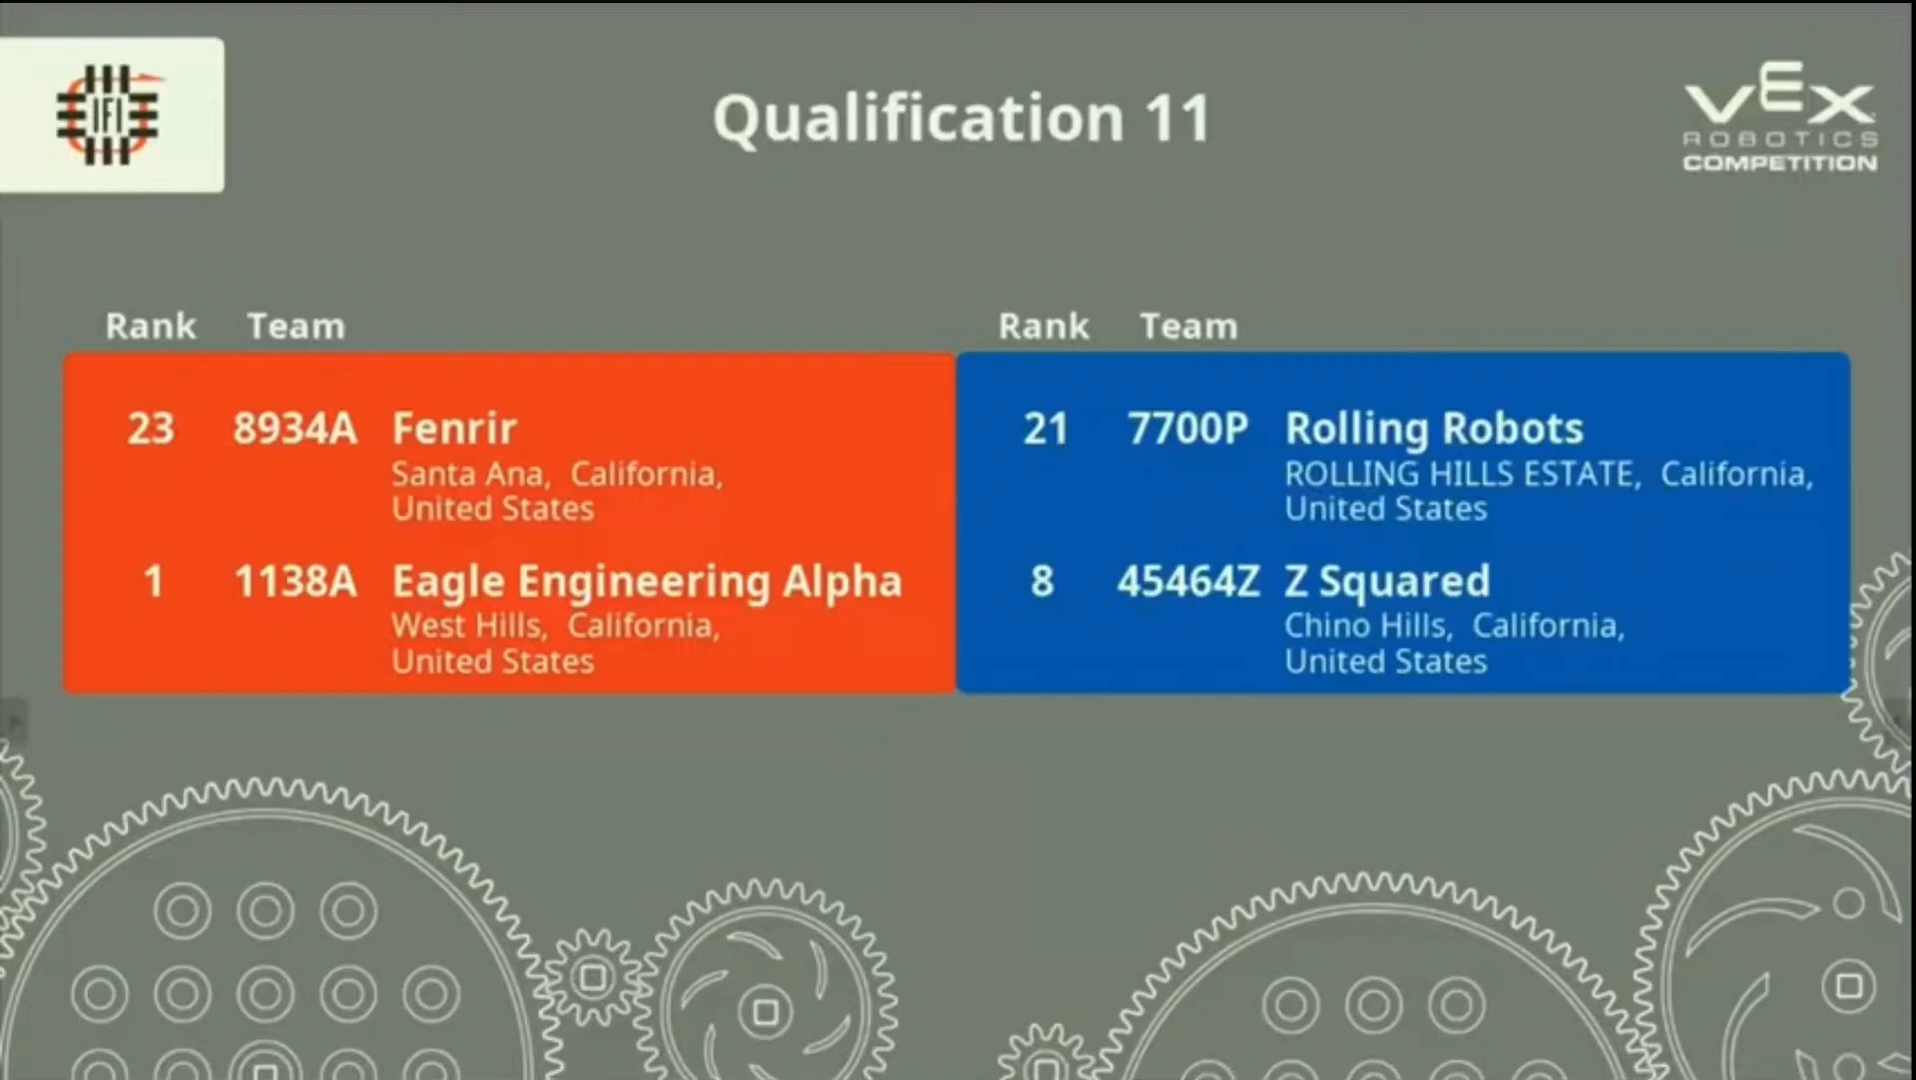 IFI
Qualification 11
VEX
ROBOTICS
COMPETITION
Rank Team
23 8934A Fenrir
Santa Ana, California,
United States
1 1138A Eagle Engineering Alpha
West Hills, California,
United States
Rank Team
21 7700P Rolling Robots
ROLLING HILLS ESTATE, California,
United States
8 45464Z Z Squared
Chino Hills, California,
United States